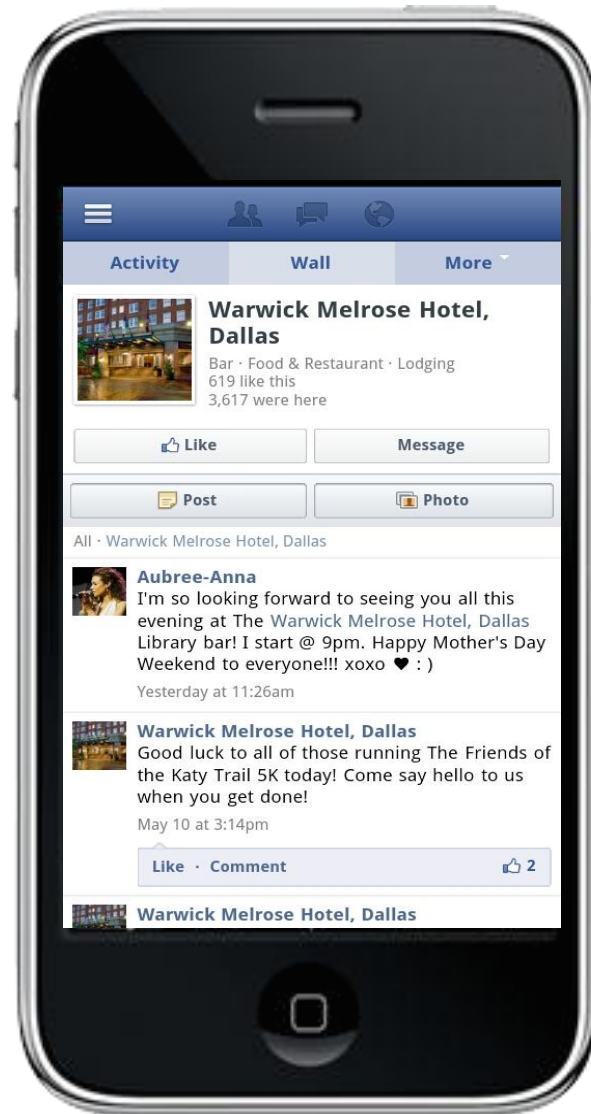 Activity Wall More
Warwick Melrose Hotel,
Dallas
Bar · Food & Restaurant · Lodging
619 like this
3,617 were here
Like Message
Post Photo
All · Warwick Melrose Hotel, Dallas
Aubree-Anna
I'm so looking forward to seeing you all this
evening at The Warwick Melrose Hotel, Dallas
Library bar! I start @ 9pm. Happy Mother's Day
Weekend to everyone!!! xoxo ♥ : )
Yesterday at 11:26am
Warwick Melrose Hotel, Dallas
Good luck to all of those running The Friends of
the Katy Trail 5K today! Come say hello to us
when you get done!
May 10 at 3:14pm
Like · Comment 2
Warwick Melrose Hotel, Dallas